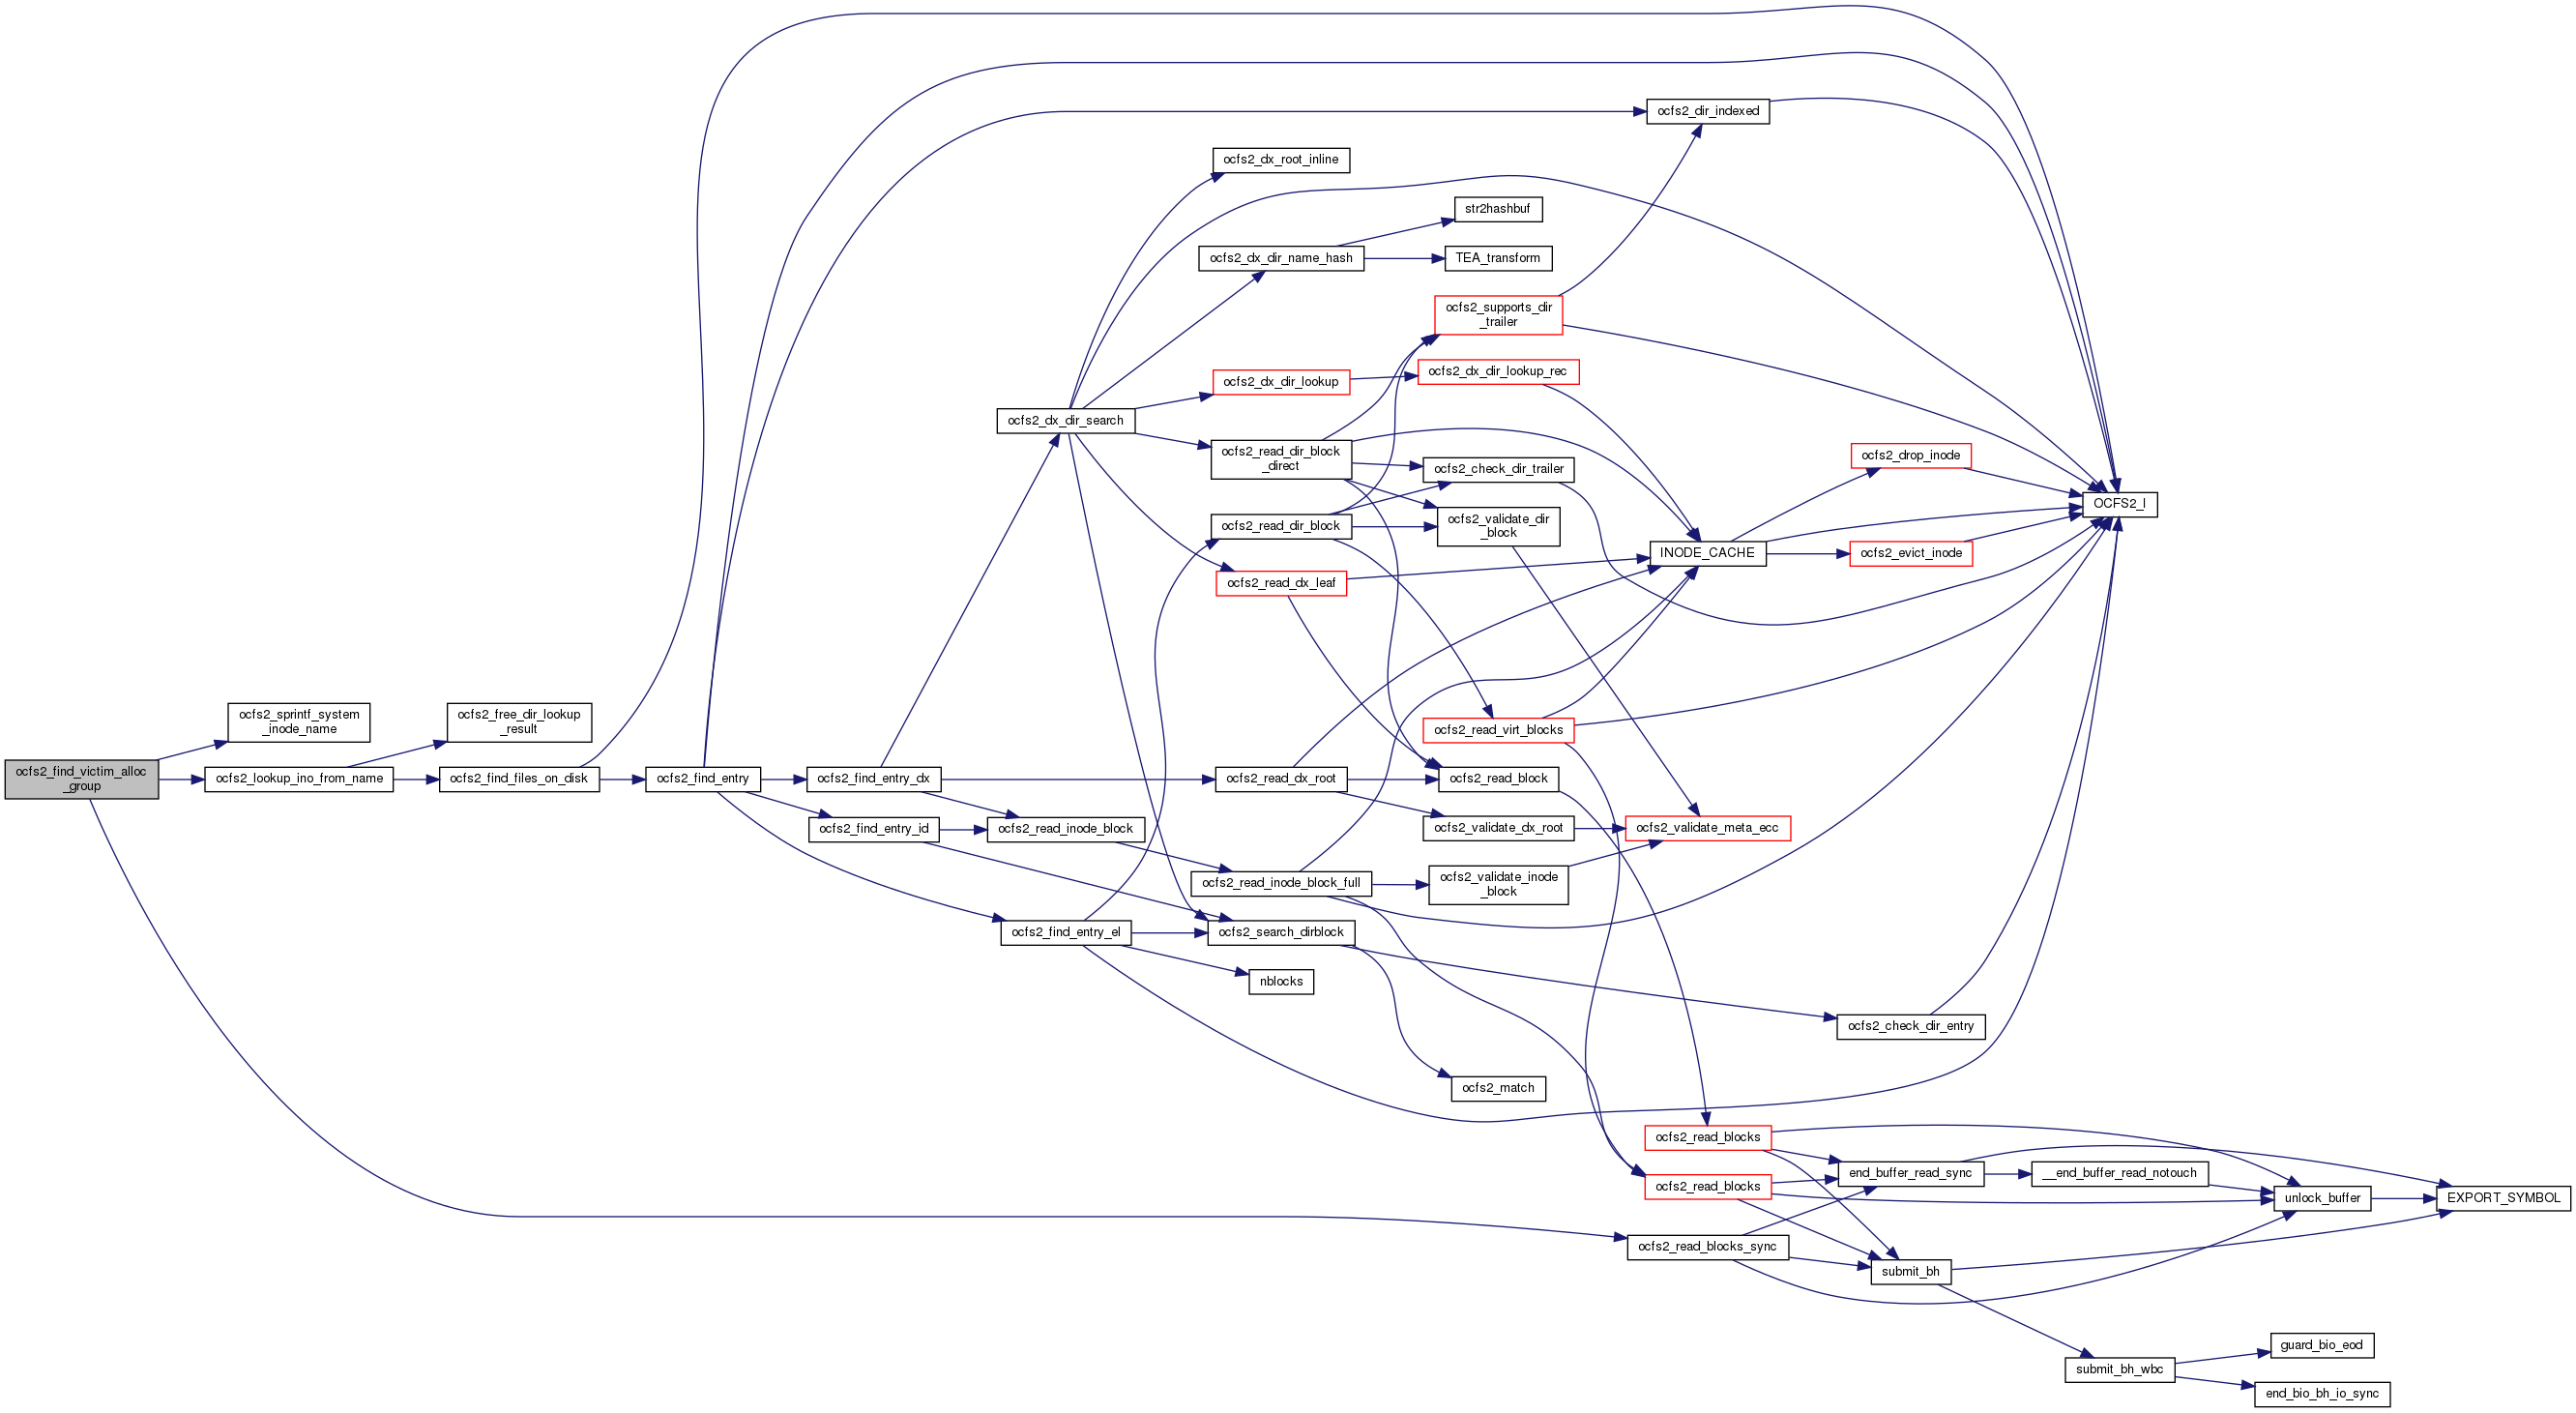 ocfs2_dir_indexed
ocfs2_dx_root_inline
str2hashbuf
ocfs2_dx_dir_name_hash
TEA_transform
ocfs2_supports_dir
_trailer
ocfs2_dx_dir_lookup_rec
ocfs2_dx_dir_lookup
ocfs2_dx_dir_search
ocfs2_read_dir_block
_direct
ocfs2_check_dir_trailer
ocfs2_drop_inode
OCFS2_I
ocfs2_read_dir_block
ocfs2_validate_dir
_block
INODE_CACHE
ocfs2_evict_inode
ocfs2_read_dx_leaf
ocfs2_sprintf_system
_inode_name
ocfs2_free_dir_lookup
_result
ocfs2_read_virt_blocks
ocfs2_find_victim_alloc
_group
ocfs2_lookup_ino_from_name
ocfs2_find_files_on_disk
ocfs2_find_entry
ocfs2_find_entry_dx
ocfs2_read_dx_root
ocfs2_read_block
ocfs2_find_entry_id
ocfs2_read_inode_block
ocfs2_validate_dx_root
ocfs2_validate_meta_ecc
ocfs2_read_inode_block_full
ocfs2_validate_inode
_block
ocfs2_find_entry_el
ocfs2_search_dirblock
nblocks
ocfs2_check_dir_entry
ocfs2_match
ocfs2_read_blocks
end_buffer_read_sync
__end_buffer_read_notouch
ocfs2_read_blocks
unlock_buffer
EXPORT_SYMBOL
ocfs2_read_blocks_sync
submit_bh
guard_bio_eod
submit_bh_wbc
end_bio_bh_io_sync